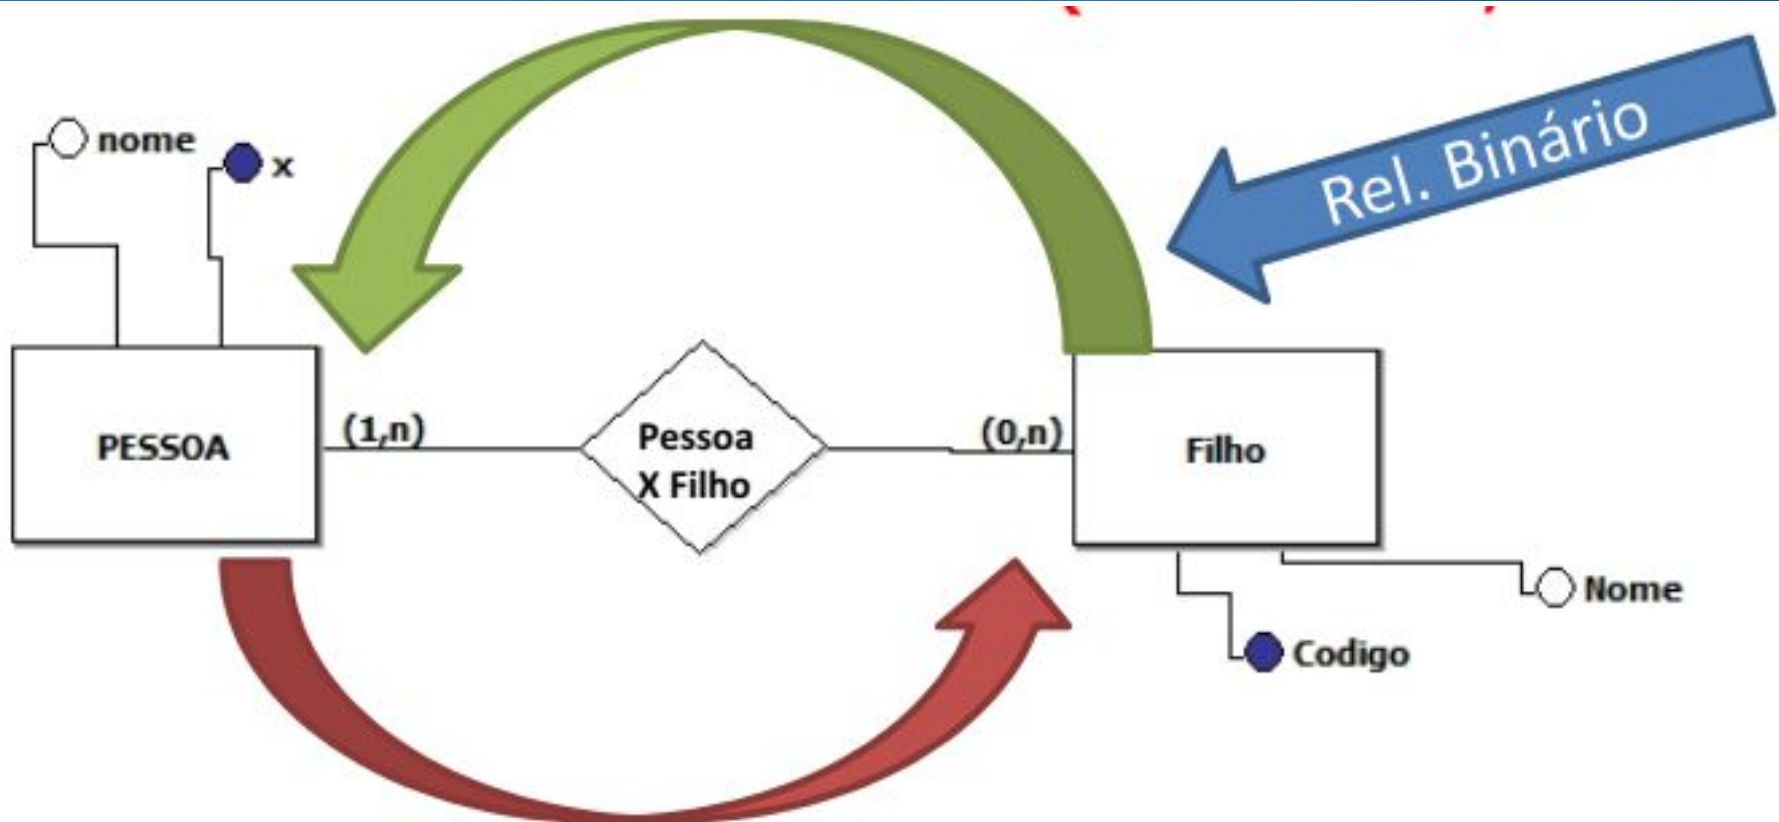 nome
x
Rel. Binário
PESSOA
(1,n)
Pessoa
X Filho
(0,n)
Filho
Nome
Codigo